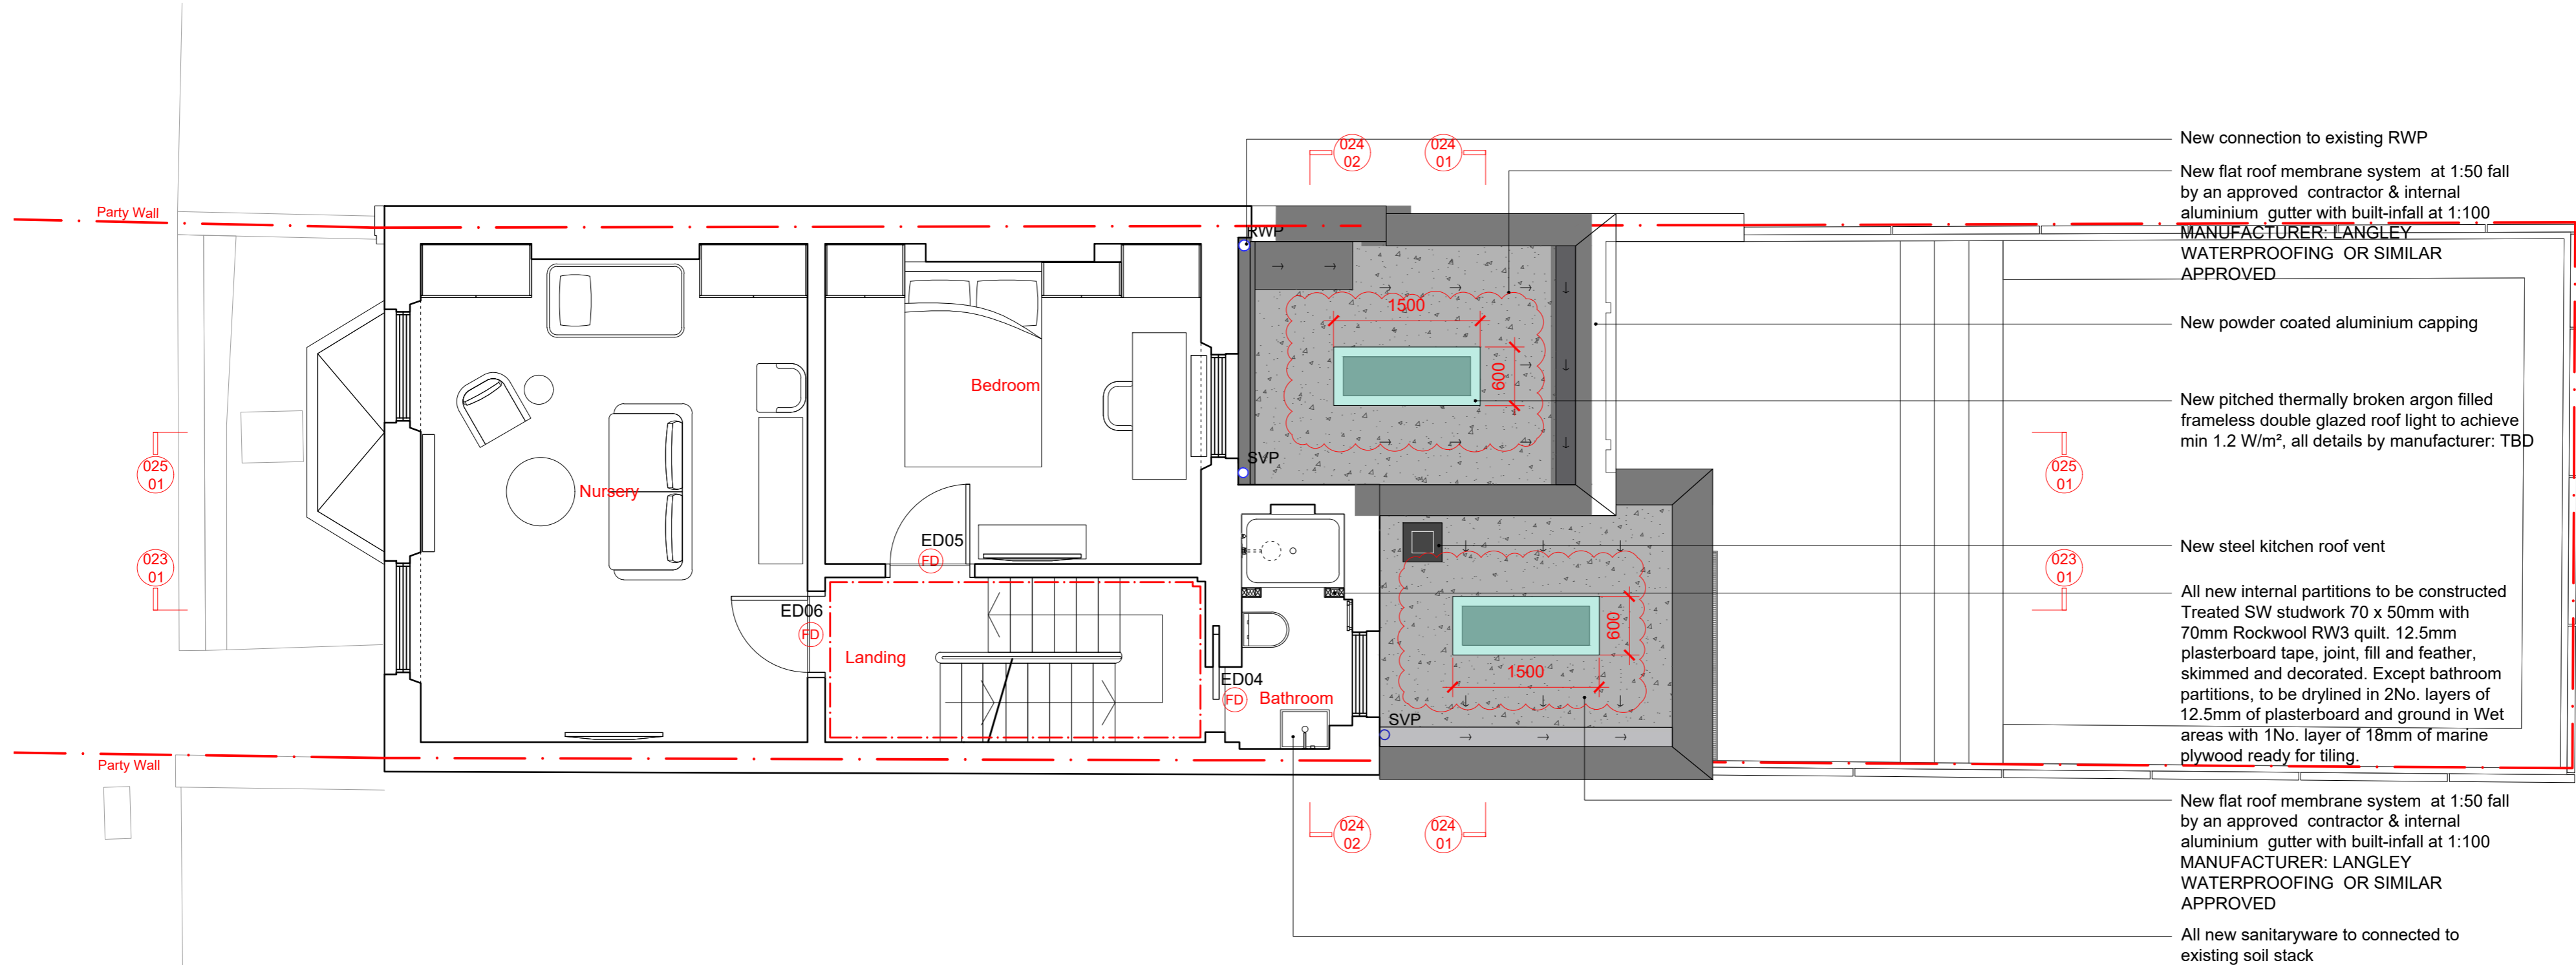 New connection to existing RWP
New flat roof membrane system at 1:50 fall
by an approved contractor & internal
aluminium gutter with built-infall at 1:100
MANUFACTURER: LANGLEY
WATERPROOFING OR SIMILAR
APPROVED
New powder coated aluminium capping
New pitched thermally broken argon filled
frameless double glazed roof light to achieve
min 1.2 W/m², all details by manufacturer: TBD
New steel kitchen roof vent
All new internal partitions to be constructed
Treated SW studwork 70 x 50mm with
70mm Rockwool RW3 quilt. 12.5mm
plasterboard tape, joint, fill and feather,
skimmed and decorated. Except bathroom
partitions, to be drylined in 2No. layers of
12.5mm of plasterboard and ground in Wet
areas with 1No. layer of 18mm of marine
plywood ready for tiling.
New flat roof membrane system at 1:50 fall
by an approved contractor & internal
aluminium gutter with built-infall at 1:100
MANUFACTURER: LANGLEY
WATERPROOFING OR SIMILAR
APPROVED
All new sanitaryware to connected to
existing soil stack
024
02
024
01
Party Wall
RWP
1500
600
Bedroom
SVP
025
01
Nursery
025
01
ED05
FD
023
01
023
01
ED06
FD
Landing
600
1500
ED04
FD
Bathroom
SVP
Party Wall
024
02
024
01